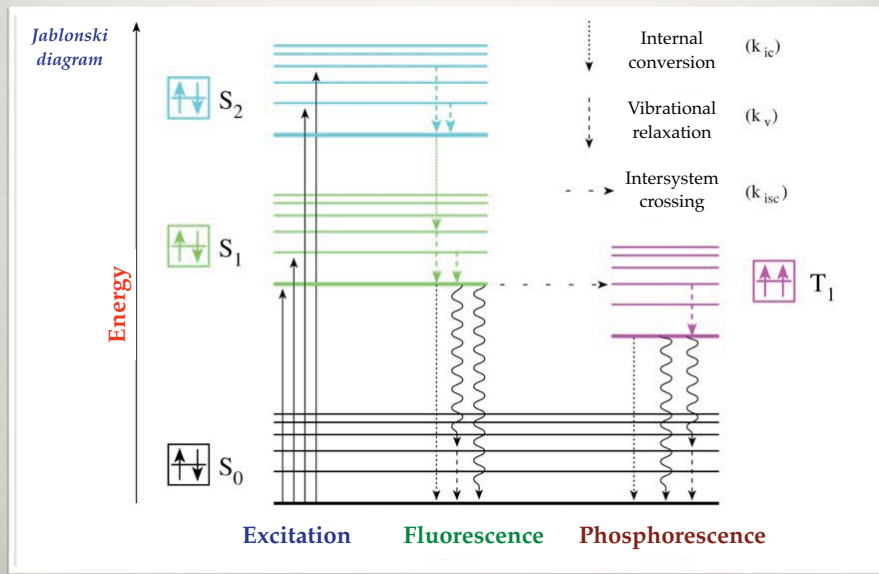 Jablonski
diagram
Energy
S₂
S₁
S₀
T₁
Internal
conversion
(k ic)
Vibrational
relaxation
(k v)
Intersystem
crossing
(k isc)
Excitation
Fluorescence
Phosphorescence